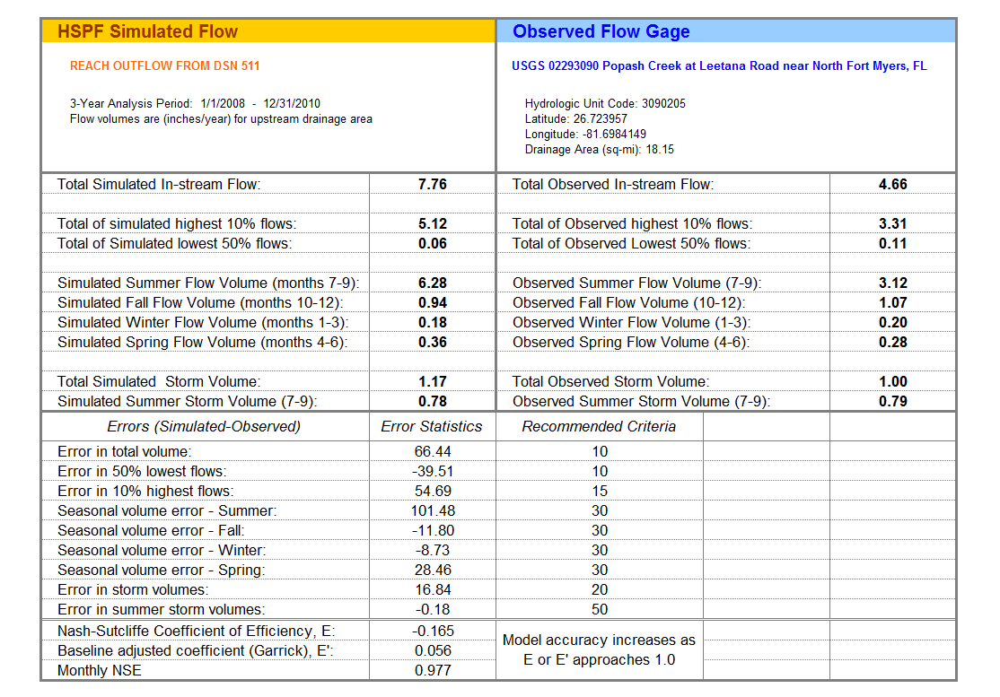 HSPF Simulated Flow Observed Flow Gage
REACH OUTFLOW FROM DSN 511 USGS 02293090 Popash Creek at Leetana Road near North Fort Myers, FL
3-Year Analysis Period: 1/1/2008 - 12/31/2010 Hydrologic Unit Code: 3090205
Flow volumes are (inches/year) for upstream drainage area Latitude: 26.723957
Longitude: -81.6984149
Drainage Area (sq-mi): 18.15
Total Simulated In-stream Flow: 7.76 Total Observed In-stream Flow: 4.66
Total of simulated highest 10% flows: 5.12 Total of Observed highest 10% flows: 3.31
Total of Simulated lowest 50% flows: 0.06 Total of Observed Lowest 50% flows: 0.11
Simulated Summer Flow Volume (months 7-9): 6.28 Observed Summer Flow Volume (7-9): 3.12
Simulated Fall Flow Volume (months 10-12): 0.94 Observed Fall Flow Volume (10-12): 1.07
Simulated Winter Flow Volume (months 1-3): 0.18 Observed Winter Flow Volume (1-3): 0.20
Simulated Spring Flow Volume (months 4-6): 0.36 Observed Spring Flow Volume (4-6): 0.28
Total Simulated Storm Volume: 1.17 Total Observed Storm Volume: 1.00
Simulated Summer Storm Volume (7-9): 0.78 Observed Summer Storm Volume (7-9): 0.79
Errors (Simulated-Observed) Error Statistics Recommended Criteria
Error in total volume: 66.44 10
Error in 50% lowest flows: -39.51 10
Error in 10% highest flows: 54.69 15
Seasonal volume error - Summer: 101.48 30
Seasonal volume error - Fall: -11.80 30
Seasonal volume error - Winter: -8.73 30
Seasonal volume error - Spring: 28.46 30
Error in storm volumes: 16.84 20
Error in summer storm volumes: -0.18 50
Nash-Sutcliffe Coefficient of Efficiency, E: -0.165 Model accuracy increases as
Baseline adjusted coefficient (Garrick), E': 0.056 E or E' approaches 1.0
Monthly NSE 0.977